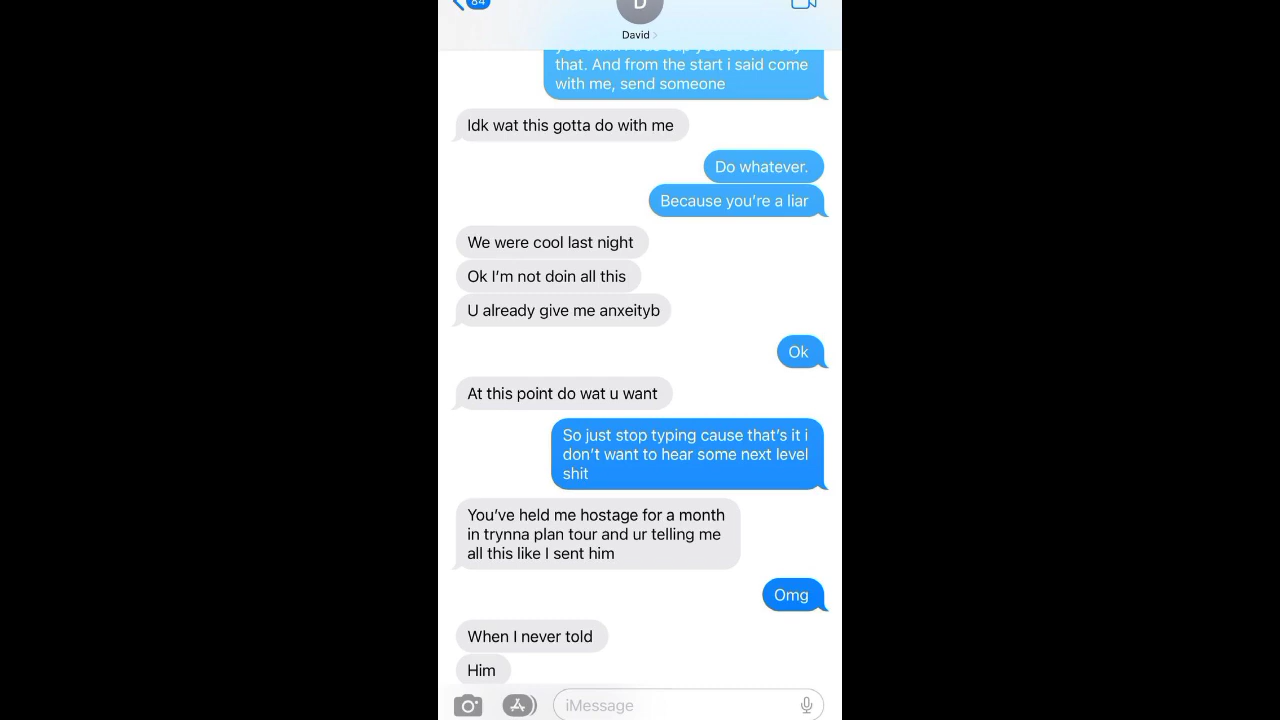 84
D
David
that. And from the start i said come
with me, send someone
Idk wat this gotta do with me
Do whatever.
Because you're a liar
We were cool last night
Ok I'm not doin all this
U already give me anxeityb
Ok
At this point do wat u want
So just stop typing cause that's it i
don't want to hear some next level
shit
You've held me hostage for a month
in trynna plan tour and ur telling me
all this like I sent him
Omg
When I never told
Him
iMessage